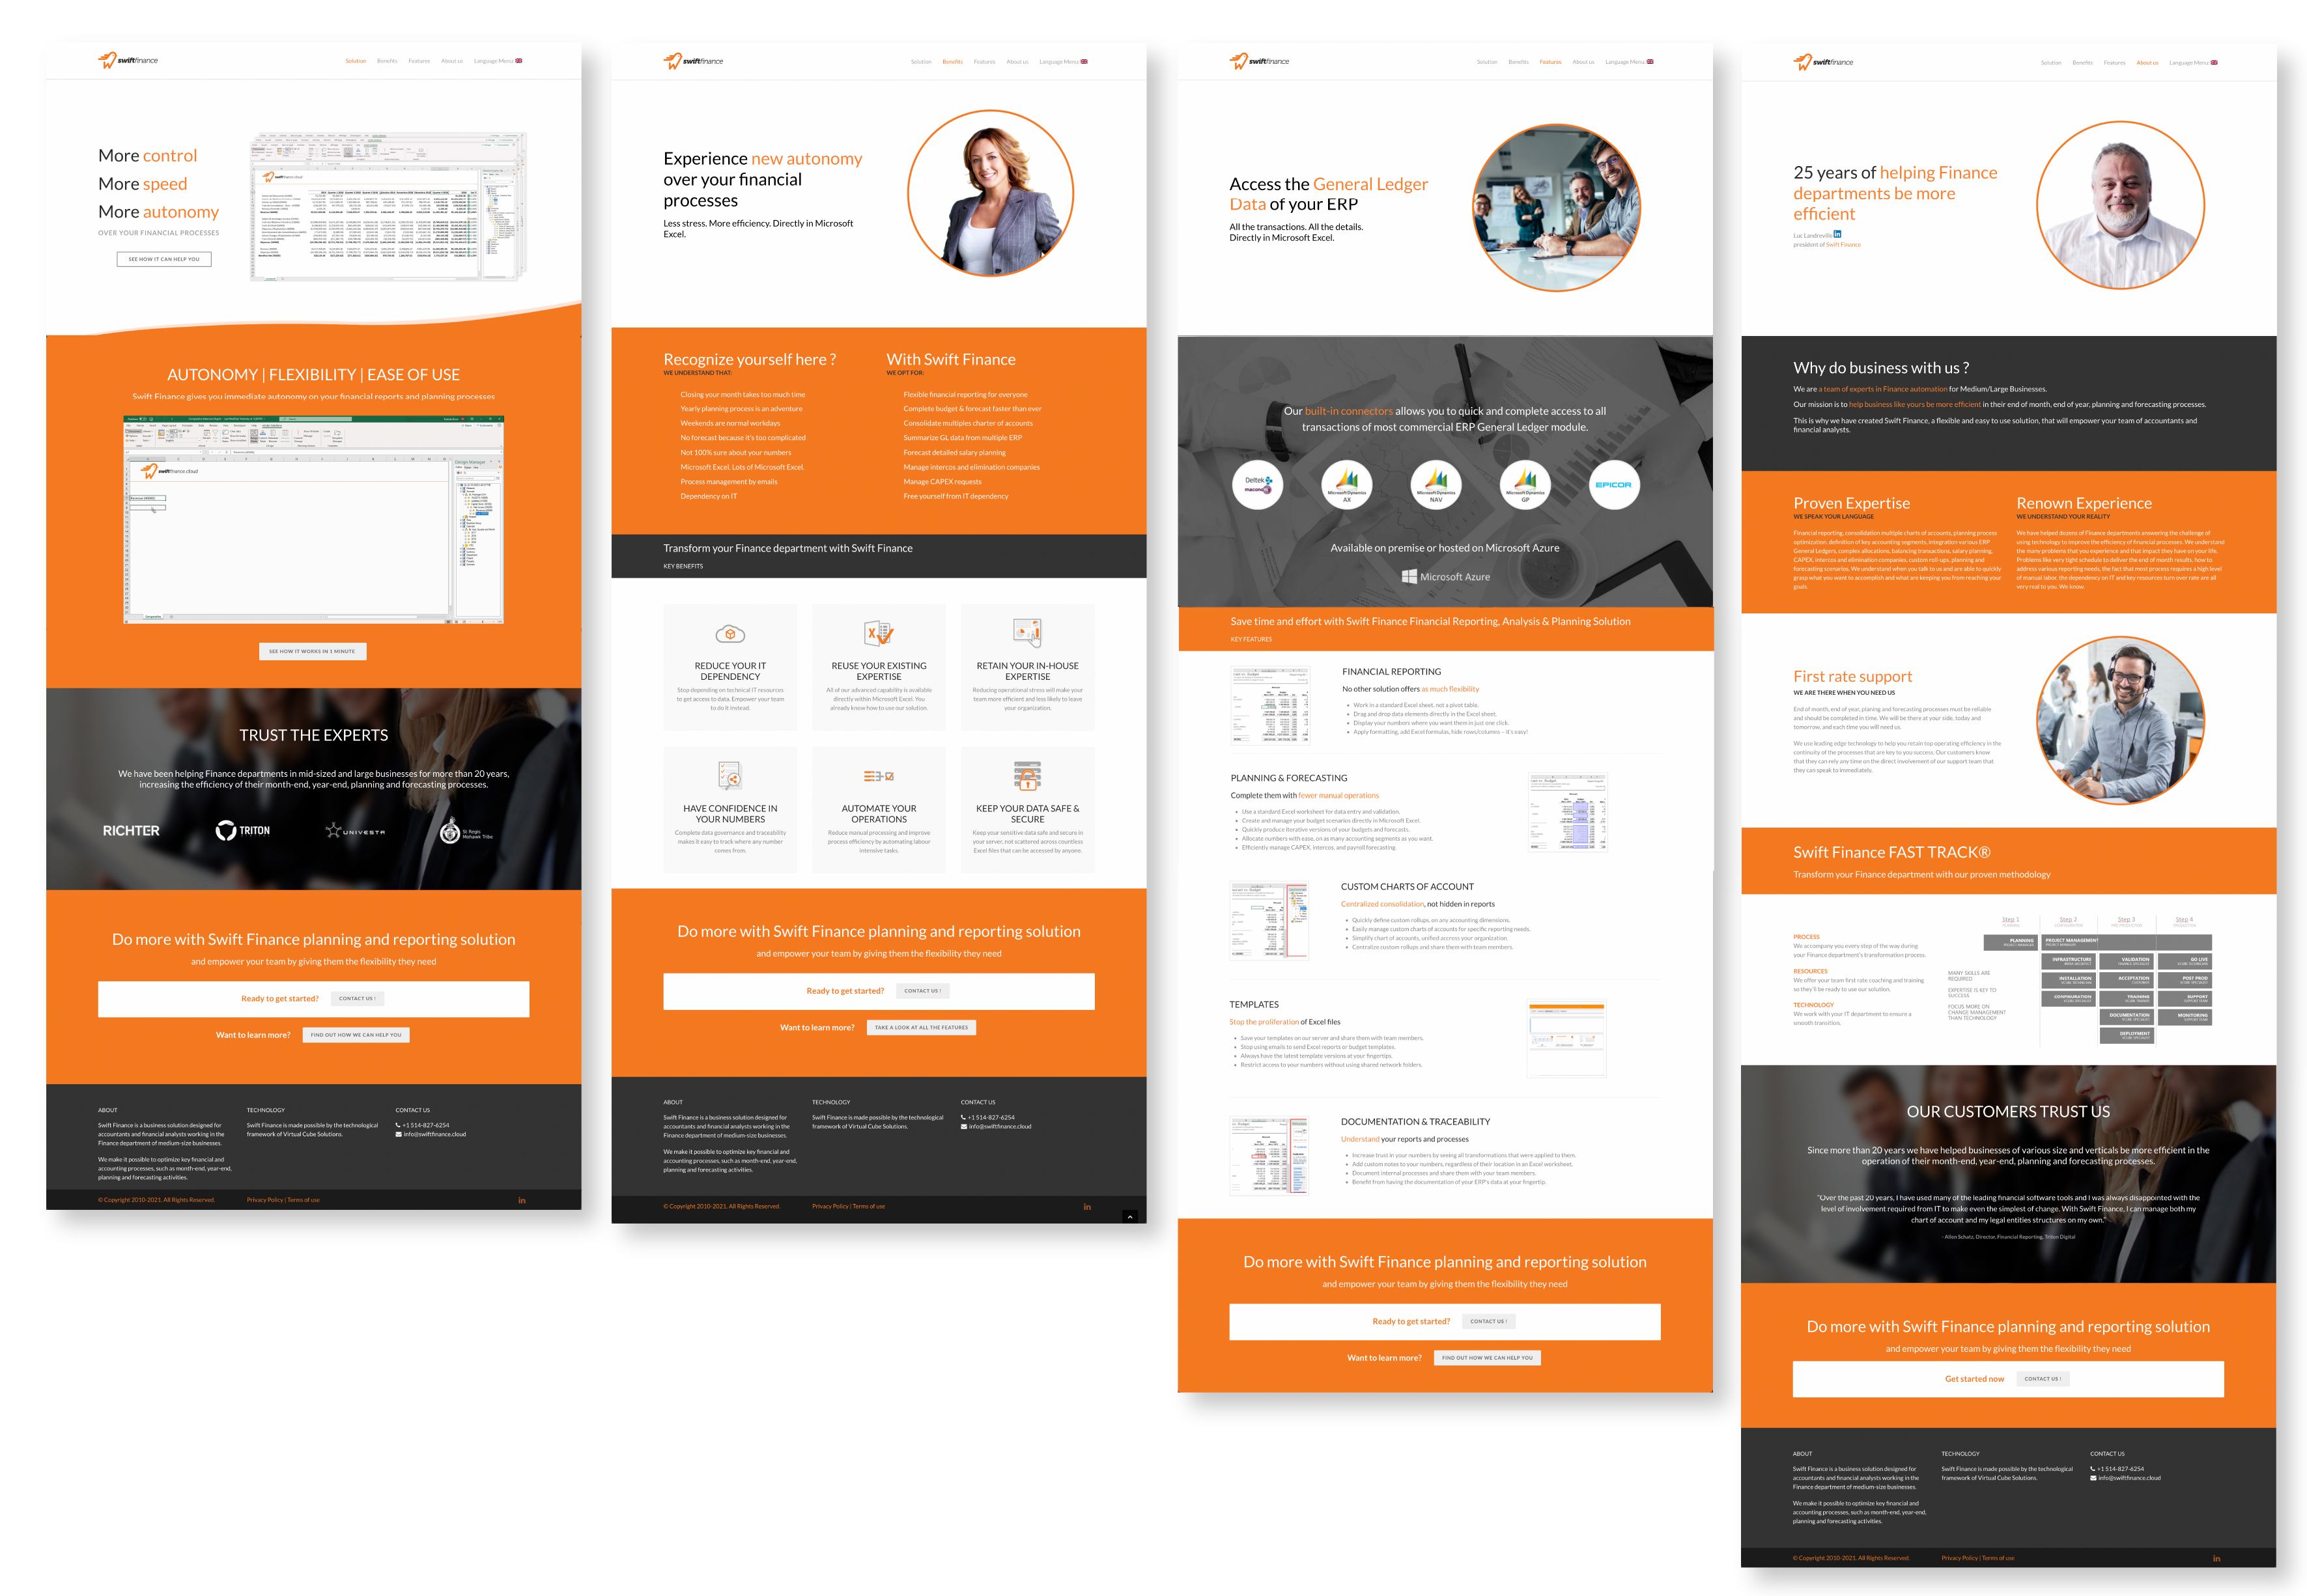 swiftfinance
Solution Benefits Features About us Language Menu:
More control
More speed
More autonomy
OVER YOUR FINANCIAL PROCESSES
SEE HOW IT CAN HELP YOU
AUTONOMY | FLEXIBILITY | EASE OF USE
Swift Finance gives you immediate autonomy on your financial reports and planning processes
swiftfinance.cloud
SEE HOW IT WORKS IN 1 MINUTE
TRUST THE EXPERTS
We have been helping Finance departments in mid-sized and large businesses for more than 20 years,
increasing the efficiency of their month-end, year-end, planning and forecasting processes.
RICHTER TRITON UNIVESTA St Regis
Mohawk Tribe
Do more with Swift Finance planning and reporting solution
and empower your team by giving them the flexibility they need
Ready to get started? CONTACT US !
Want to learn more? FIND OUT HOW WE CAN HELP YOU
ABOUT
Swift Finance is a business solution designed for
accountants and financial analysts working in the
Finance department of medium-size businesses.
We make it possible to optimize key financial and
accounting processes, such as month-end, year-end,
planning and forecasting activities.
TECHNOLOGY
Swift Finance is made possible by the technological
framework of Virtual Cube Solutions.
CONTACT US
+1 514-827-6254
info@swiftfinance.cloud
© Copyright 2010-2021. All Rights Reserved. Privacy Policy | Terms of use in
swiftfinance
Solution Benefits Features About us Language Menu:
Experience new autonomy
over your financial
processes
Less stress. More efficiency. Directly in Microsoft
Excel.
Recognize yourself here ?
WE UNDERSTAND THAT:
Closing your month takes too much time
Yearly planning process is an adventure
Weekends are normal workdays
No forecast because it's too complicated
Not 100% sure about your numbers
Microsoft Excel. Lots of Microsoft Excel.
Process management by emails
Dependency on IT
With Swift Finance
WE OPT FOR:
Flexible financial reporting for everyone
Complete budget & forecast faster than ever
Consolidate multiples charter of accounts
Summarize GL data from multiple ERP
Forecast detailed salary planning
Manage intercos and elimination companies
Manage CAPEX requests
Free yourself from IT dependency
Transform your Finance department with Swift Finance
KEY BENEFITS
REDUCE YOUR IT
DEPENDENCY
Stop depending on technical IT resources
to get access to data. Empower your team
to do it instead.
REUSE YOUR EXISTING
EXPERTISE
All of our advanced capability is available
directly within Microsoft Excel. You
already know how to use our solution.
RETAIN YOUR IN-HOUSE
EXPERTISE
Reducing operational stress will make your
team more efficient and less likely to leave
your organization.
HAVE CONFIDENCE IN
YOUR NUMBERS
Complete data governance and traceability
makes it easy to track where any number
comes from.
AUTOMATE YOUR
OPERATIONS
Reduce manual processing and improve
process efficiency by automating labour
intensive tasks.
KEEP YOUR DATA SAFE &
SECURE
Keep your sensitive data safe and secure in
your server, not scattered across countless
Excel files that can be accessed by anyone.
Do more with Swift Finance planning and reporting solution
and empower your team by giving them the flexibility they need
Ready to get started? CONTACT US !
Want to learn more? TAKE A LOOK AT ALL THE FEATURES
ABOUT
Swift Finance is a business solution designed for
accountants and financial analysts working in the
Finance department of medium-size businesses.
We make it possible to optimize key financial and
accounting processes, such as month-end, year-end,
planning and forecasting activities.
TECHNOLOGY
Swift Finance is made possible by the technological
framework of Virtual Cube Solutions.
CONTACT US
+1 514-827-6254
info@swiftfinance.cloud
© Copyright 2010-2021. All Rights Reserved. Privacy Policy | Terms of use in
swiftfinance
Solution Benefits Features About us Language Menu:
Access the General Ledger
Data of your ERP
All the transactions. All the details.
Directly in Microsoft Excel.
Our built-in connectors allows you to quick and complete access to all
transactions of most commercial ERP General Ledger module.
Deltek
maconomy
Microsoft Dynamics
AX
Microsoft Dynamics
NAV
Microsoft Dynamics
GP
EPICOR
Available on premise or hosted on Microsoft Azure
Microsoft Azure
Save time and effort with Swift Finance Financial Reporting, Analysis & Planning Solution
KEY FEATURES
FINANCIAL REPORTING
No other solution offers as much flexibility
• Work in a standard Excel sheet, not a pivot table.
• Drag and drop data elements directly in the Excel sheet.
• Display your numbers where you want them in just one click.
• Apply formatting, add Excel formulas, hide rows/columns – it's easy!
PLANNING & FORECASTING
Complete them with fewer manual operations
• Use a standard Excel worksheet for data entry and validation.
• Create and manage your budget scenarios directly in Microsoft Excel.
• Quickly produce iterative versions of your budgets and forecasts.
• Allocate numbers with ease, on as many accounting segments as you want.
• Efficiently manage CAPEX, intercos, and payroll forecasting.
CUSTOM CHARTS OF ACCOUNT
Centralized consolidation, not hidden in reports
• Quickly define custom rollups, on any accounting dimensions.
• Easily manage custom charts of accounts for specific reporting needs.
• Simplify chart of accounts, unified accross your organization.
• Centralize custom rollups and share them with team members.
TEMPLATES
Stop the proliferation of Excel files
• Save your templates on our server and share them with team members.
• Stop using emails to send Excel reports or budget templates.
• Always have the latest template versions at your fingertips.
• Restrict access to your numbers without using shared network folders.
DOCUMENTATION & TRACEABILITY
Understand your reports and processes
• Increase trust in your numbers by seeing all transformations that were applied to them.
• Add custom notes to your numbers, regardless of their location in an Excel worksheet.
• Document internal processes and share them with your team members.
• Benefit from having the documentation of your ERP's data at your fingertip.
Do more with Swift Finance planning and reporting solution
and empower your team by giving them the flexibility they need
Ready to get started? CONTACT US !
Want to learn more? FIND OUT HOW WE CAN HELP YOU
swiftfinance
Solution Benefits Features About us Language Menu:
25 years of helping Finance
departments be more
efficient
Luc Landreville in
president of Swift Finance
Why do business with us ?
We are a team of experts in Finance automation for Medium/Large Businesses.
Our mission is to help business like yours be more efficient in their end of month, end of year, planning and forecasting processes.
This is why we have created Swift Finance, a flexible and easy to use solution, that will empower your team of accountants and
financial analysts.
Proven Expertise
WE SPEAK YOUR LANGUAGE
Financial reporting, consolidation multiple charts of accounts, planning process
optimization, definition of key accounting segments, integration various ERP
General Ledgers, complex allocations, balancing transactions, salary planning,
CAPEX, intercos and elimination companies, custom roll-ups, planning and
forecasting scenarios. We understand when you talk to us and are able to quickly
grasp what you want to accomplish and what are keeping you from reaching your
goals.
Renown Experience
WE UNDERSTAND YOUR REALITY
We have helped dozens of Finance departments answering the challenge of
using technology to improve the efficiency of financial processes. We understand
the many problems that you experience and that impact they have on your life.
Problems like very tight schedule to deliver the end of month results, how to
address various reporting needs, the fact that most process requires a high level
of manual labor, the dependency on IT and key resources turn over rate are all
very real to you. We know.
First rate support
WE ARE THERE WHEN YOU NEED US
End of month, end of year, planing and forecasting processes must be reliable
and should be completed in time. We will be there at your side, today and
tomorrow, and each time you will need us.
We use leading edge technology to help you retain top operating efficiency in the
continuity of the processes that are key to you success. Our customers know
that they can rely any time on the direct involvement of our support team that
they can speak to immediately.
Swift Finance FAST TRACK®
Transform your Finance department with our proven methodology
PROCESS
We accompany you every step of the way during
your Finance department's transformation process.
RESOURCES
We offer your team first rate coaching and training
so they'll be ready to use our solution.
TECHNOLOGY
We work with your IT department to ensure a
smooth transition.
MANY SKILLS ARE
REQUIRED
EXPERTISE IS KEY TO
SUCCESS
FOCUS MORE ON
CHANGE MANAGEMENT
THAN TECHNOLOGY
Step 1 Step 2 Step 3 Step 4
PLANNING PROJECT MANAGEMENT
INFRASTRUCTURE VALIDATION GO LIVE
INSTALLATION ACCEPTATION POST PROD
CONFIGURATION TRAINING SUPPORT
DOCUMENTATION MONITORING
DEPLOYMENT
OUR CUSTOMERS TRUST US
Since more than 20 years we have helped businesses of various size and verticals be more efficient in the
operation of their month-end, year-end, planning and forecasting processes.
"Over the past 20 years, I have used many of the leading financial software tools and I was always disappointed with the
level of involvement required from IT to make even the simplest of change. With Swift Finance, I can manage both my
chart of account and my legal entities structures on my own."
- Allen Schatz, Director, Financial Reporting, Triton Digital
Do more with Swift Finance planning and reporting solution
and empower your team by giving them the flexibility they need
Get started now CONTACT US !
ABOUT
Swift Finance is a business solution designed for
accountants and financial analysts working in the
Finance department of medium-size businesses.
We make it possible to optimize key financial and
accounting processes, such as month-end, year-end,
planning and forecasting activities.
TECHNOLOGY
Swift Finance is made possible by the technological
framework of Virtual Cube Solutions.
CONTACT US
+1 514-827-6254
info@swiftfinance.cloud
© Copyright 2010-2021. All Rights Reserved. Privacy Policy | Terms of use in